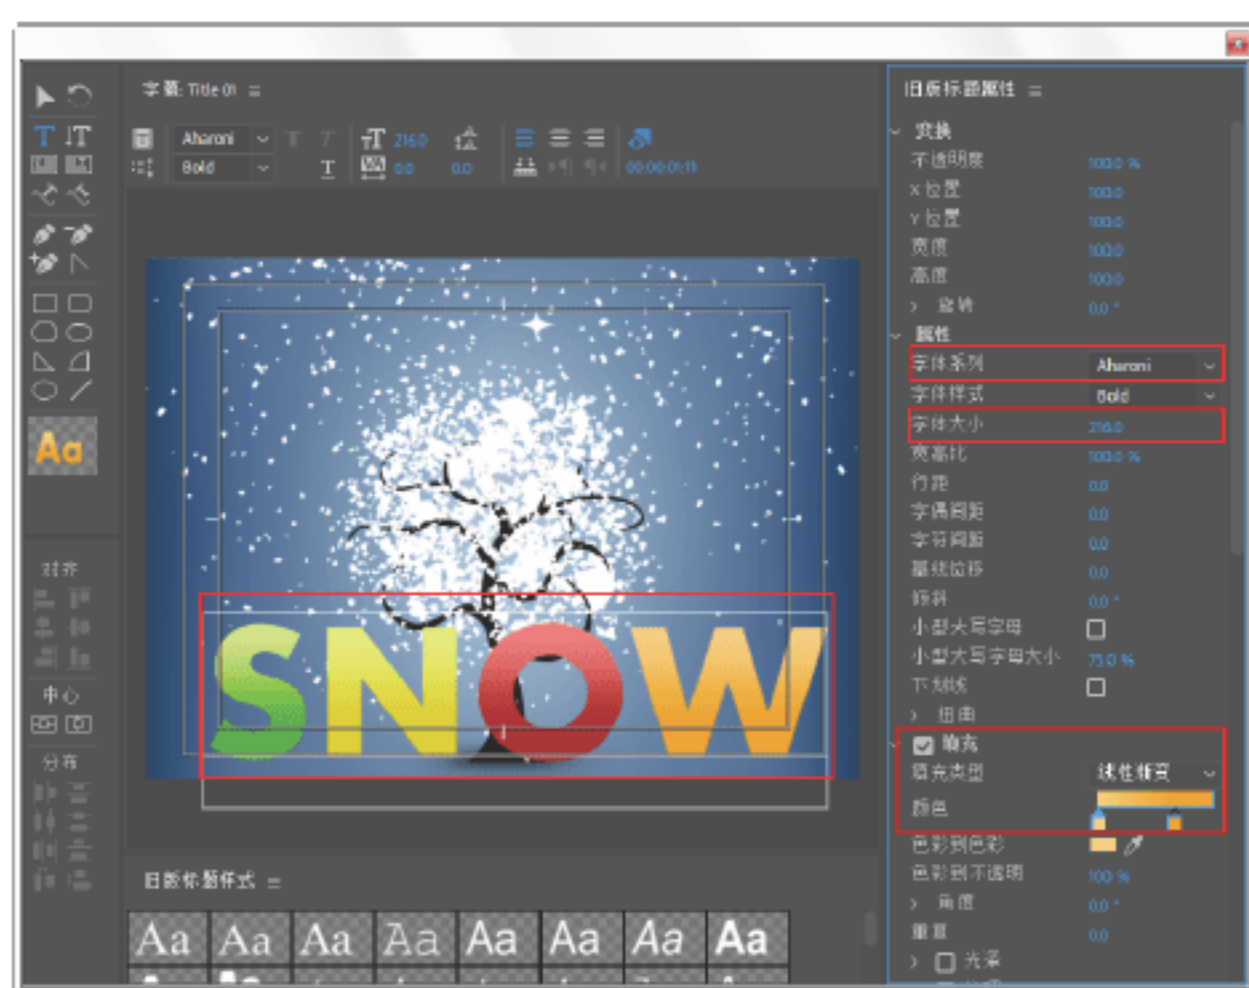 字幕: Title 01
Aharoni
216.0
Bold
0.0
0.0
00:00:01:11
Aa
对齐
中心
分布
SNOW
旧版标题样式
Aa Aa Aa Aa Aa Aa Aa Aa
旧版标题属性
变换
不透明度 100.0 %
X 位置 100.0
Y 位置 100.0
宽度 100.0
高度 100.0
旋转 0.0 °
属性
字体系列 Aharoni
字体样式 Bold
字体大小 216.0
宽高比 100.0 %
行距 0.0
字偶间距 0.0
字符间距 0.0
基线位移 0.0
倾斜 0.0 °
小型大写字母
小型大写字母大小 75.0 %
下划线
扭曲
填充
填充类型 线性渐变
颜色
色彩到色彩
色彩到不透明 100 %
角度 0.0 °
重复 0.0
光泽